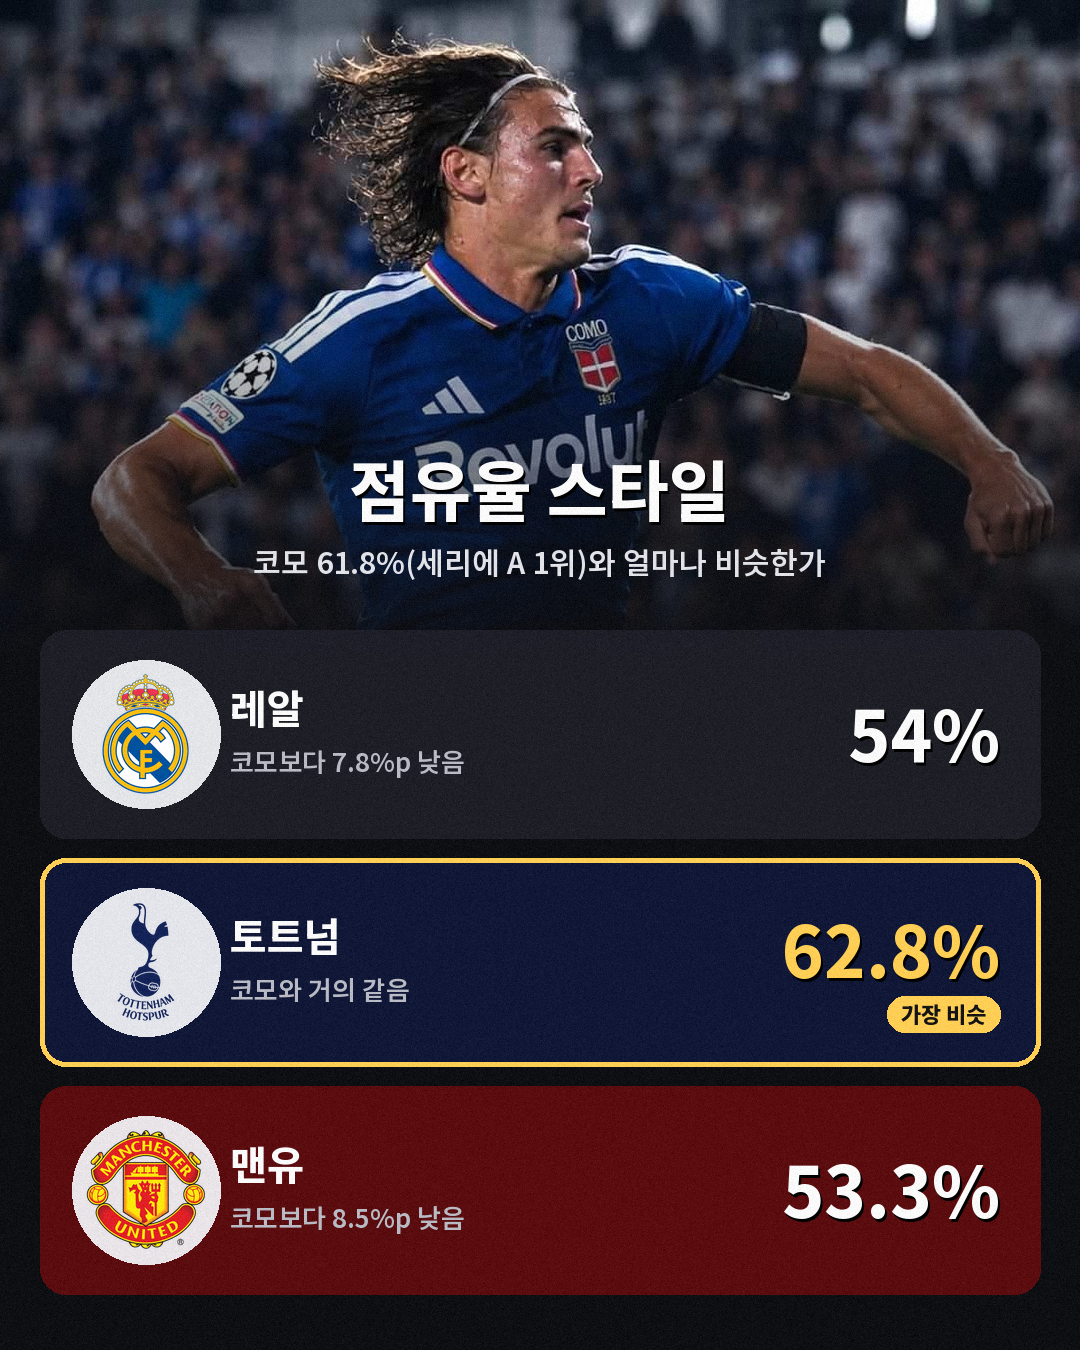 COMO
1907
Revolut
점유율 스타일
코모 61.8%(세리에 A 1위)와 얼마나 비슷한가
레알
코모보다 7.8%p 낮음
54%
TOTTENHAM
HOTSPUR
토트넘
코모와 거의 같음
62.8%
가장 비슷
MANCHESTER
UNITED
®
맨유
코모보다 8.5%p 낮음
53.3%